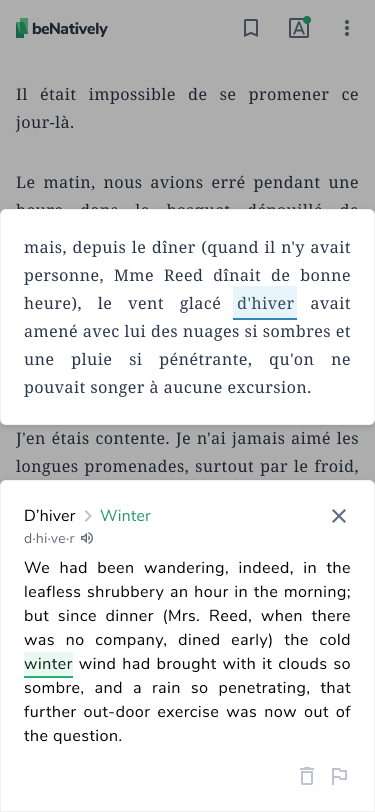 beNatively
A
Il était impossible de se promener ce
jour-là.
Le matin, nous avions erré pendant une
mais, depuis le dîner (quand il n'y avait
personne, Mme Reed dînait de bonne
heure), le vent glacé d'hiver avait
amené avec lui des nuages si sombres et
une pluie si pénétrante, qu'on ne
pouvait songer à aucune excursion.
J'en étais contente. Je n'ai jamais aimé les
longues promenades, surtout par le froid,
D'hiver > Winter
d·hi·ve·r
We had been wandering, indeed, in the
leafless shrubbery an hour in the morning;
but since dinner (Mrs. Reed, when there
was no company, dined early) the cold
winter wind had brought with it clouds so
sombre, and a rain so penetrating, that
further out-door exercise was now out of
the question.